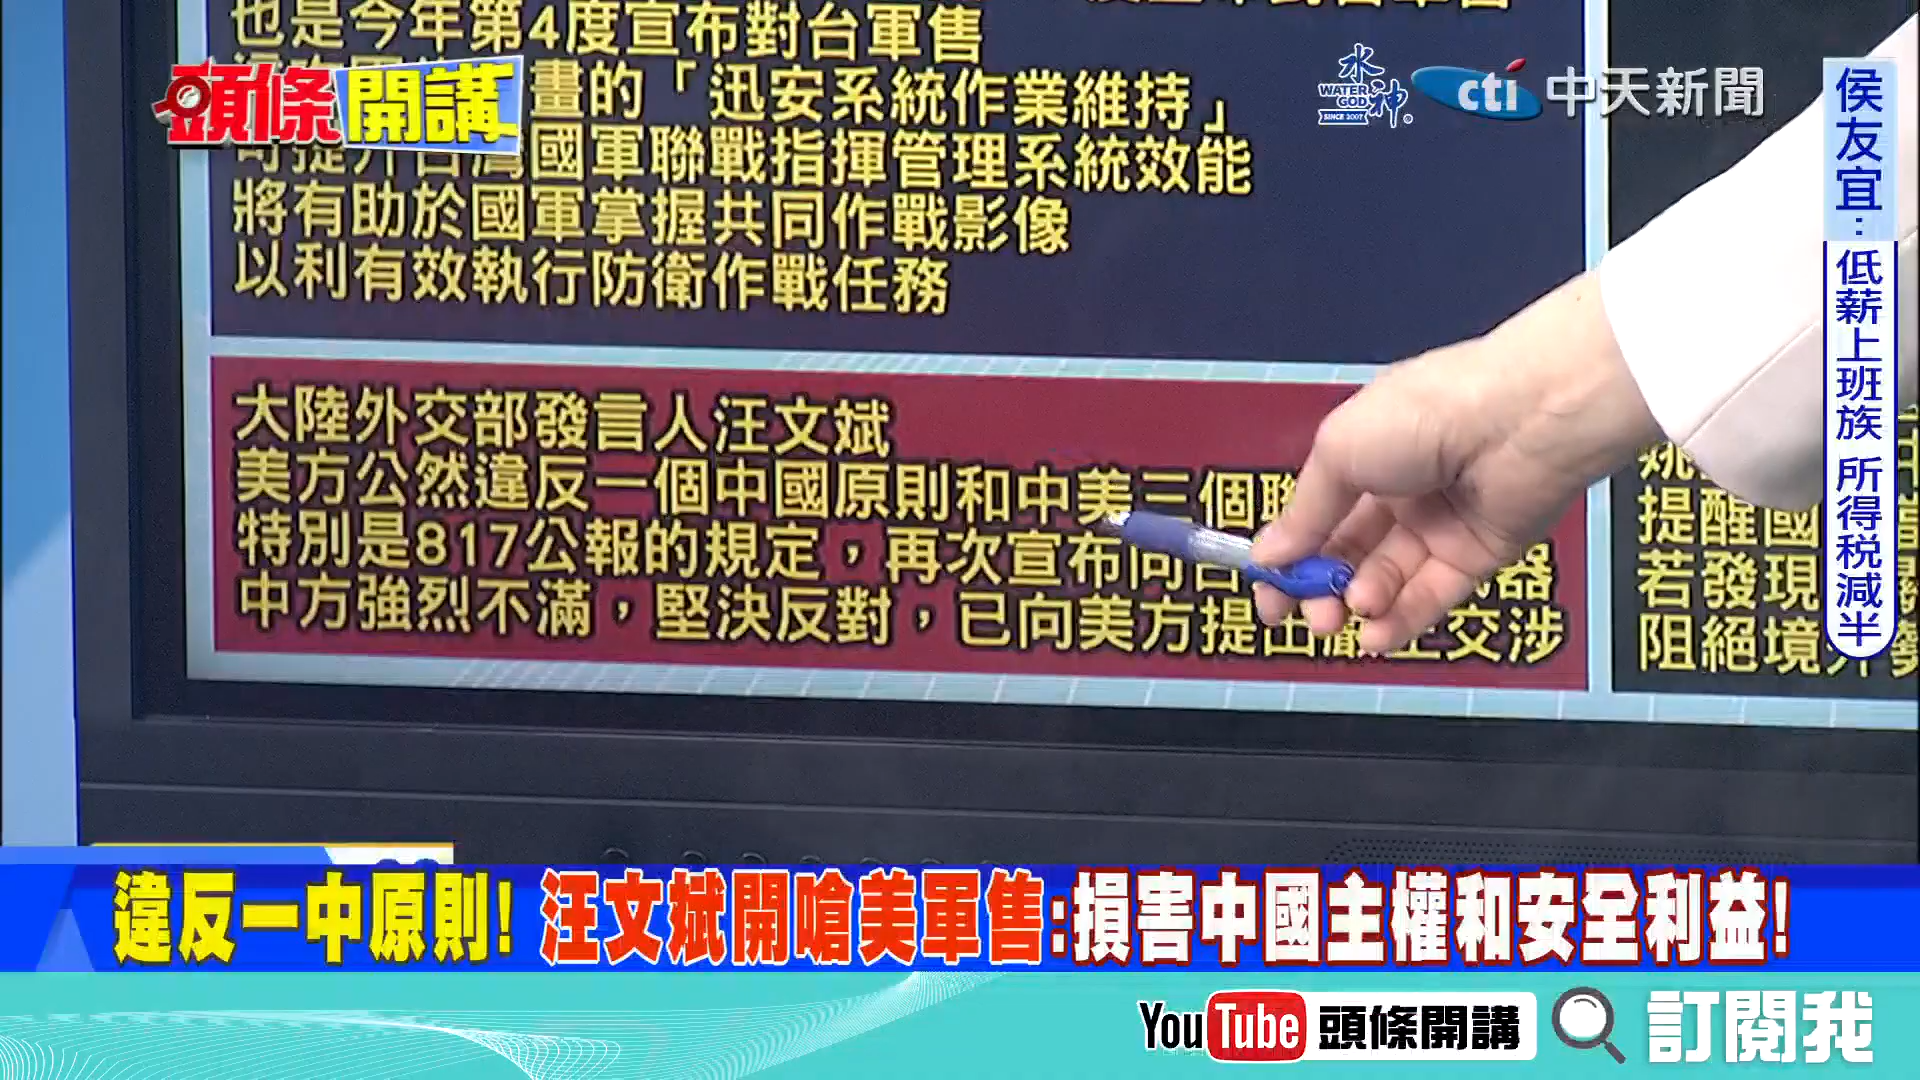 也是今年第4度宣布對台軍售
畫的「迅安系統作業維持」
國軍聯戰指揮管理系統效能
將有助於國軍掌握共同作戰影像
以利有效執行防衛作戰任務
大陸外交部發言人汪文斌
美方公然違反一個中國原則和中美三個聯
特別是817公報的規定，再次宣布向台 器
中方強烈不滿，堅決反對，已向美方提出 交涉
提醒國
若發現
阻絕境外
頭條開講
水神
WATER GOD
SINCE 2007
cti 中天新聞
侯友宜：低薪上班族 所得稅減半
違反一中原則! 汪文斌開嗆美軍售:損害中國主權和安全利益!
YouTube 頭條開講 訂閱我